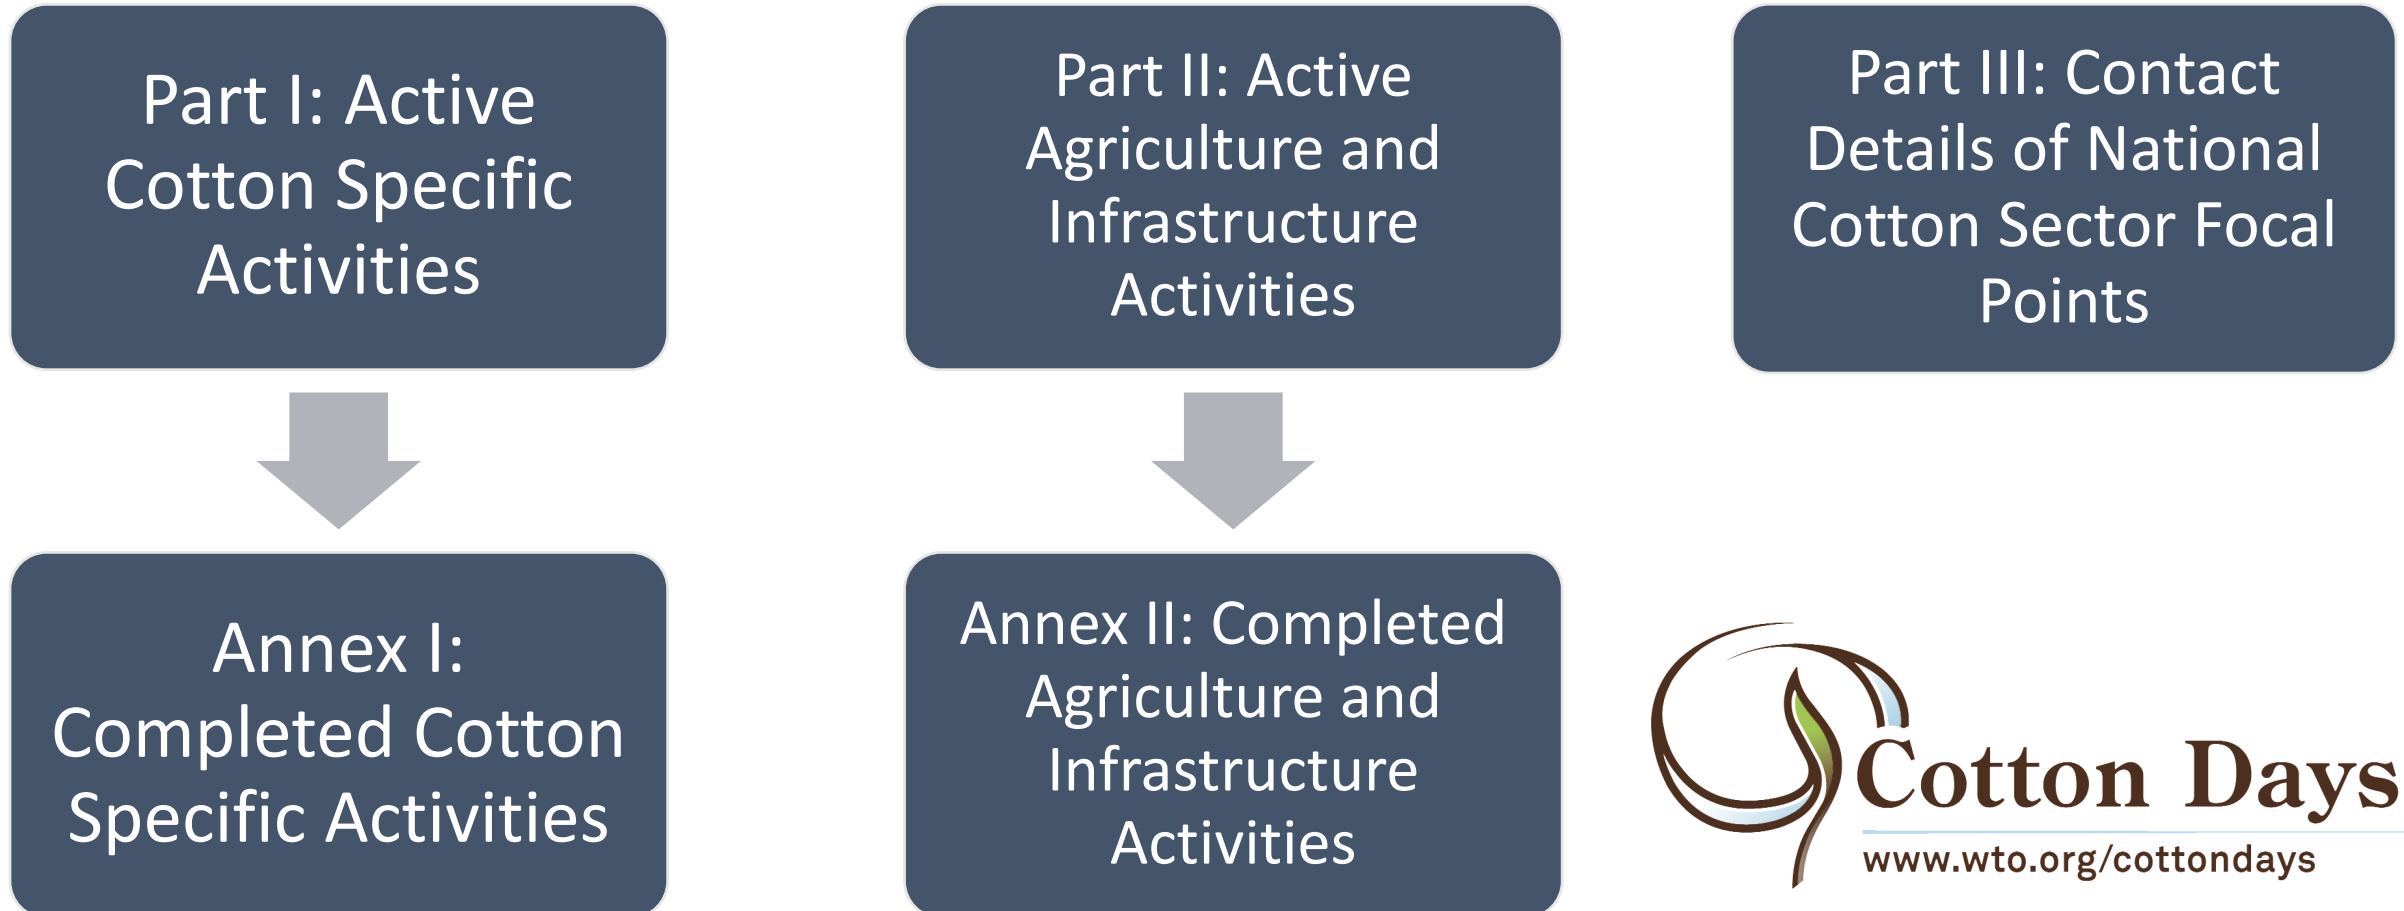 Part I: Active
Cotton Specific
Activities
Part II: Active
Agriculture and
Infrastructure
Activities
Part III: Contact
Details of National
Cotton Sector Focal
Points
Annex I:
Completed Cotton
Specific Activities
Annex II: Completed
Agriculture and
Infrastructure
Activities
Cotton Days
www.wto.org/cottondays